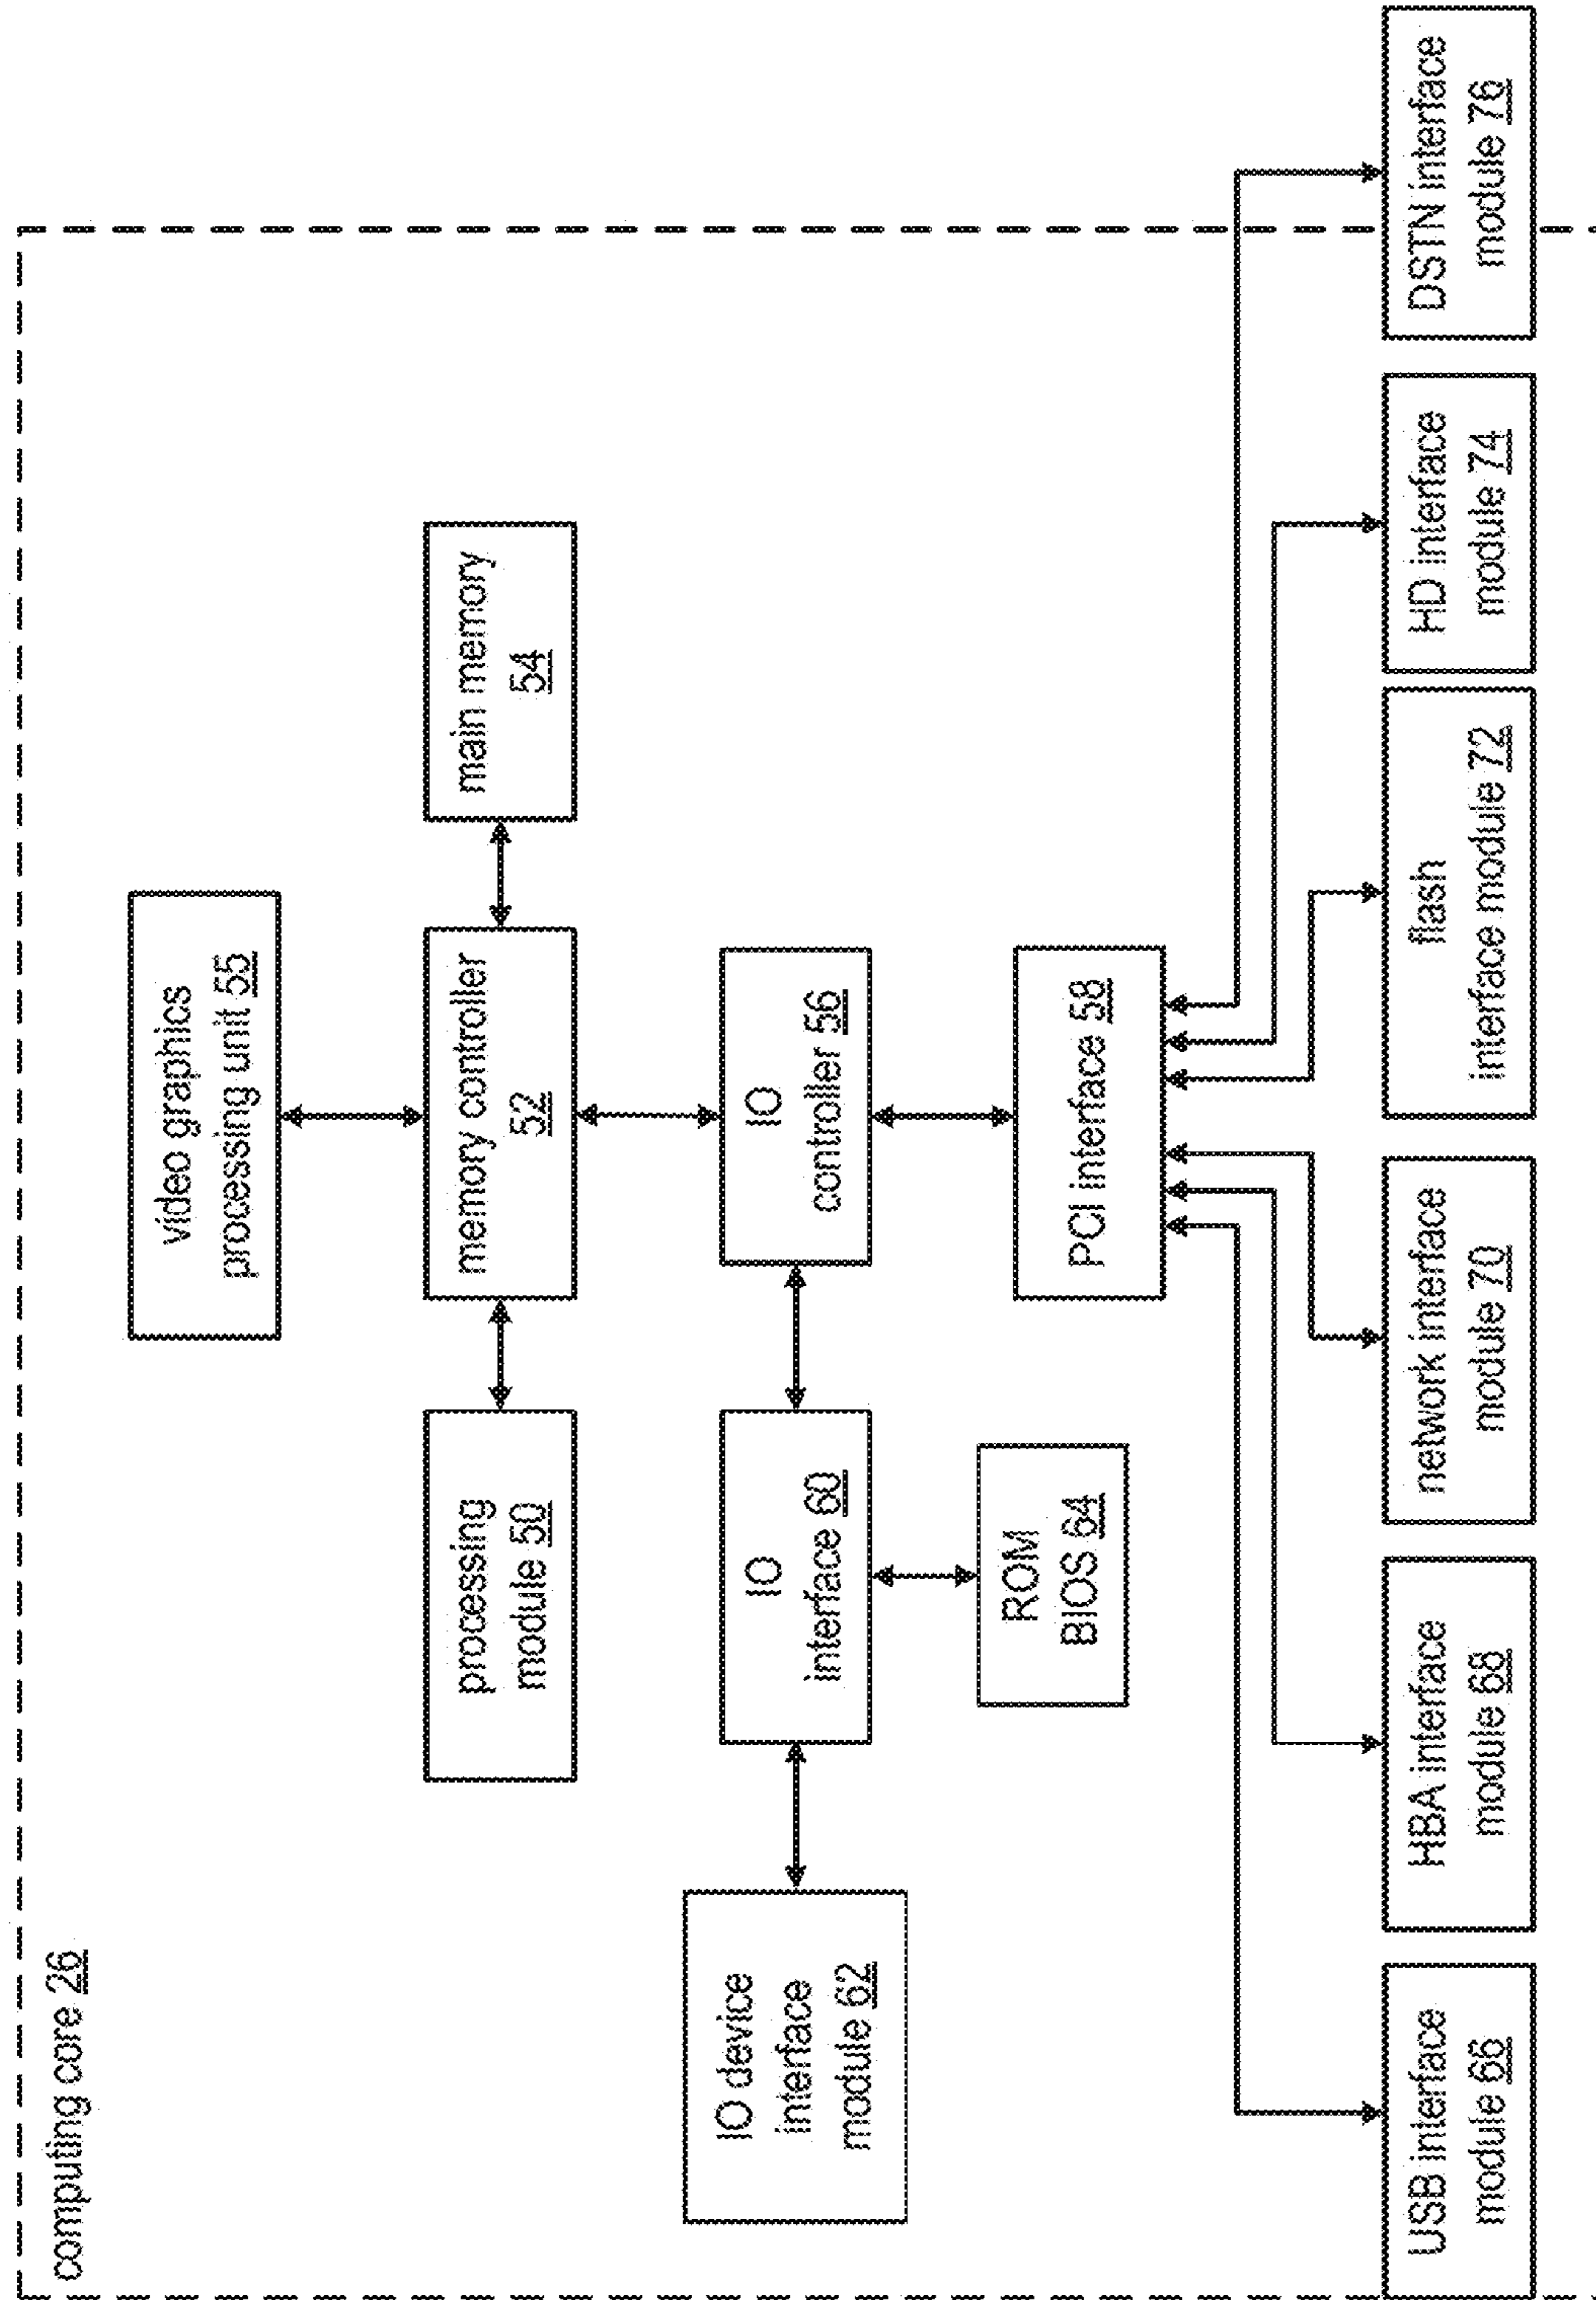 computing core 26
video graphics
processing unit 55
processing
module 50
memory controller
52
main memory
54
IO device
interface
module 62
IO
interface 60
IO
controller 56
ROM
BIOS 64
PCI interface 58
USB interface
module 66
HBA interface
module 68
network interface
module 70
flash
interface module 72
HD interface
module 74
DSTN interface
module 76